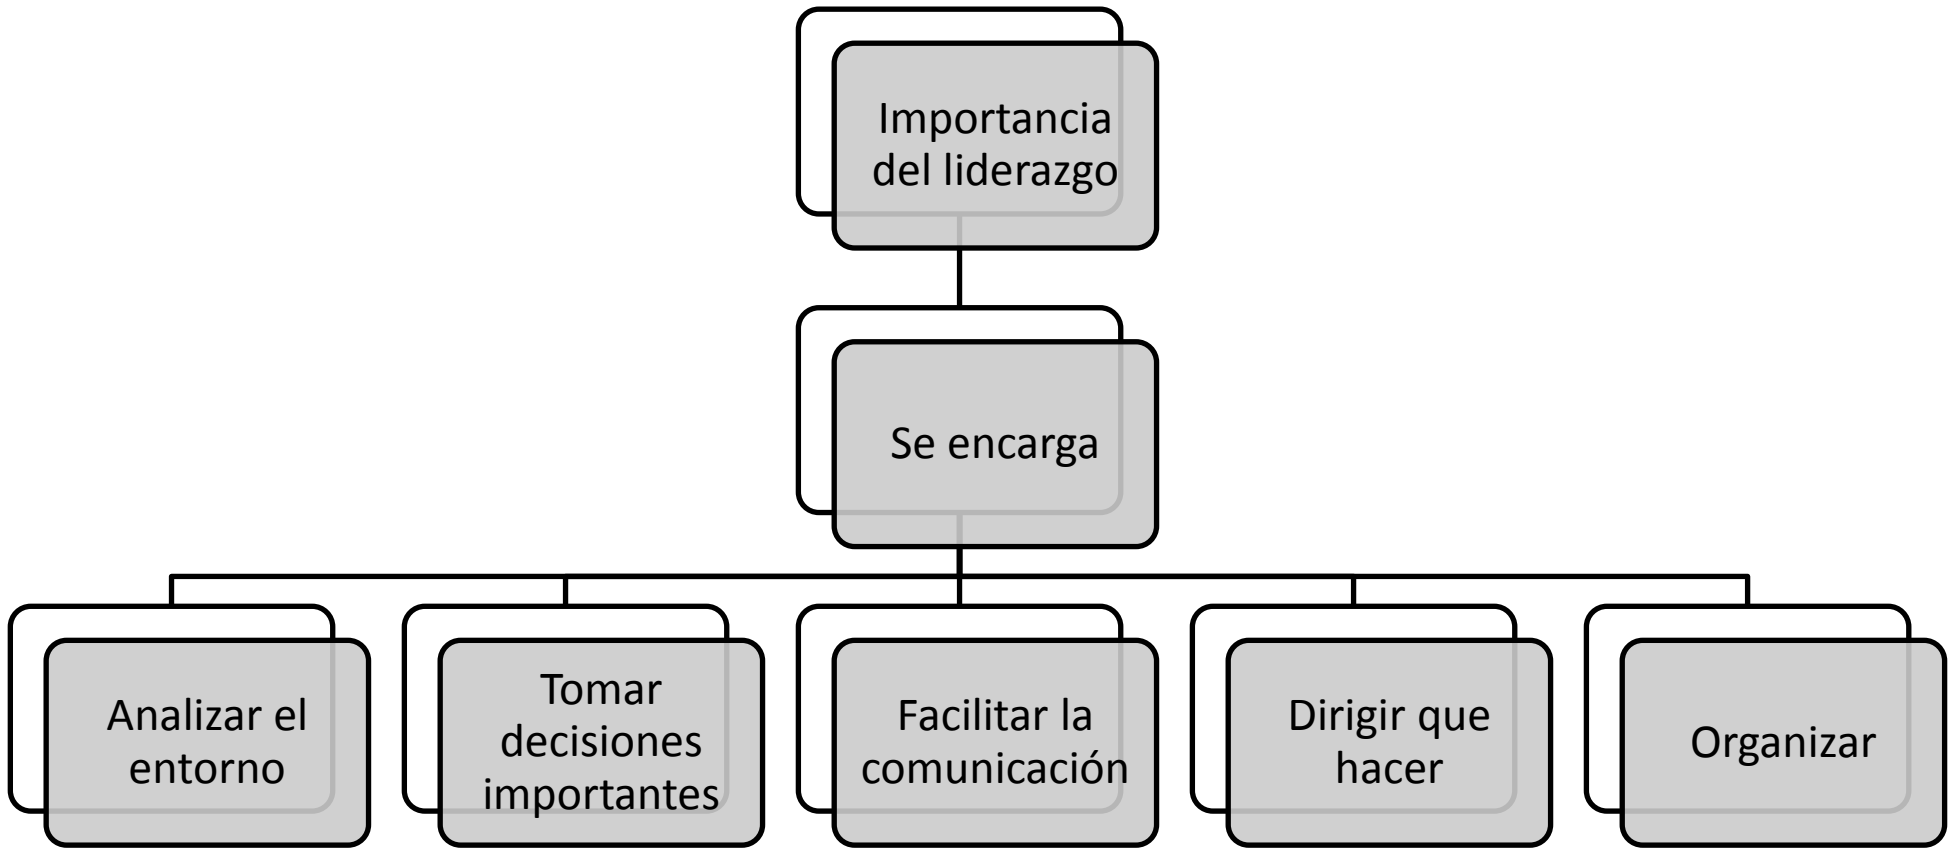 Importancia
del liderazgo
Se encarga
Analizar el
entorno
Tomar
decisiones
importantes
Facilitar la
comunicación
Dirigir que
hacer
Organizar